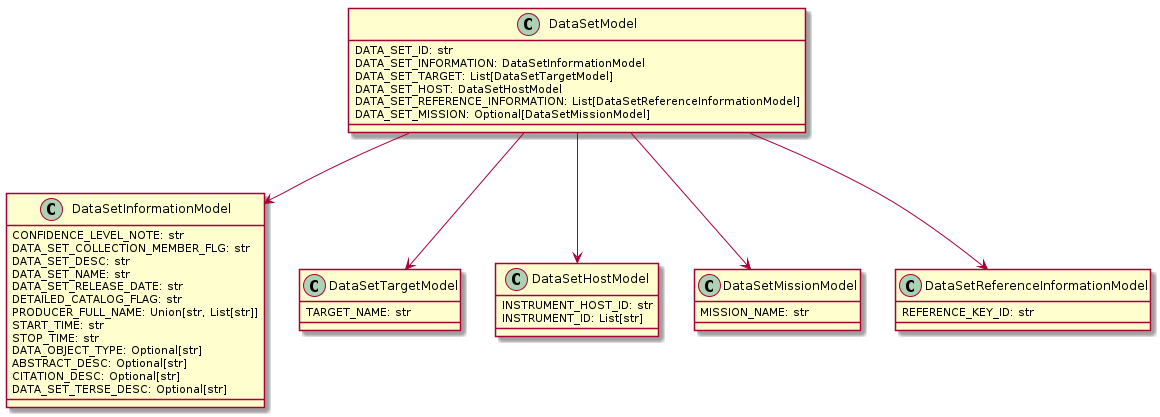 C DataSetModel
DATA_SET_ID: str
DATA_SET_INFORMATION: DataSetInformationModel
DATA_SET_TARGET: List[DataSetTargetModel]
DATA_SET_HOST: DataSetHostModel
DATA_SET_REFERENCE_INFORMATION: List[DataSetReferenceInformationModel]
DATA_SET_MISSION: Optional[DataSetMissionModel]
C DataSetInformationModel
CONFIDENCE_LEVEL_NOTE: str
DATA_SET_COLLECTION_MEMBER_FLG: str
DATA_SET_DESC: str
DATA_SET_NAME: str
DATA_SET_RELEASE_DATE: str
DETAILED_CATALOG_FLAG: str
PRODUCER_FULL_NAME: Union[str, List[str]]
START_TIME: str
STOP_TIME: str
DATA_OBJECT_TYPE: Optional[str]
ABSTRACT_DESC: Optional[str]
CITATION_DESC: Optional[str]
DATA_SET_TERSE_DESC: Optional[str]
C DataSetTargetModel
TARGET_NAME: str
C DataSetHostModel
INSTRUMENT_HOST_ID: str
INSTRUMENT_ID: List[str]
C DataSetMissionModel
MISSION_NAME: str
C DataSetReferenceInformationModel
REFERENCE_KEY_ID: str